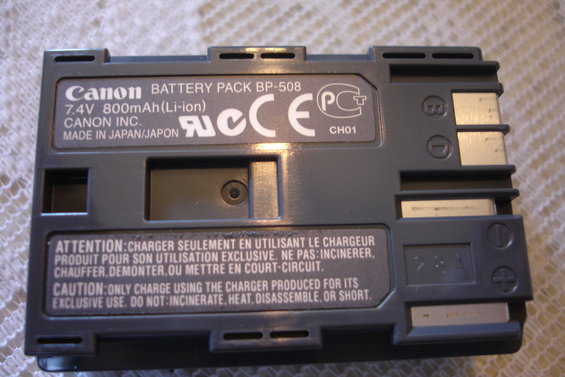 Canon BATTERY PACK BP-508
7.4V 800mAh(Li-ion)
CANON INC.
MADE IN JAPAN/JAPON
CH01
ATTENTION: CHARGER SEULEMENT EN UTILISANT LE CHARGEUR
PRODUIT POUR SON UTILISATION EXCLUSIVE. NE PAS: INCINERER,
CHAUFFER, DEMONTER, OU METTRE EN COURT-CIRCUIT.
CAUTION: ONLY CHARGE USING THE CHARGER PRODUCED FOR ITS
EXCLUSIVE USE. DO NOT: INCINERATE, HEAT, DISASSEMBLE, OR SHORT.
B
D
28A
−
+